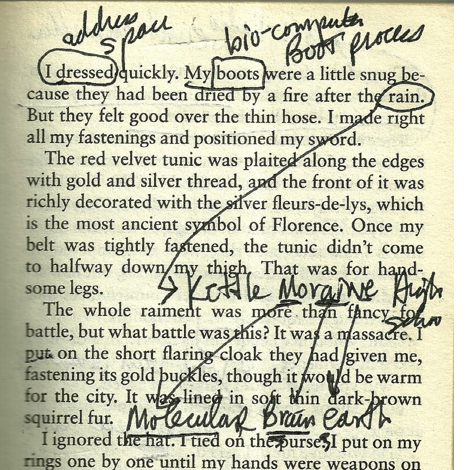 address space
bio-computer
BOOT process
I dressed quickly. My boots were a little snug be-
cause they had been dried by a fire after the rain.
But they felt good over the thin hose. I made right
all my fastenings and positioned my sword.
The red velvet tunic was plaited along the edges
with gold and silver thread, and the front of it was
richly decorated with the silver fleurs-de-lys, which
is the most ancient symbol of Florence. Once my
belt was tightly fastened, the tunic didn't come
to halfway down my thigh. That was for hand-
some legs.
Kettle Moraine High
School
The whole raiment was more than fancy for
battle, but what battle was this? It was a massacre. I
put on the short flaring cloak they had given me,
fastening its gold buckles, though it would be warm
for the city. It was lined in soft thin dark-brown
squirrel fur.
Molecular Brain earth
I ignored the hat. I tied on the purse. I put on my
rings one by one until my hands were weapons on